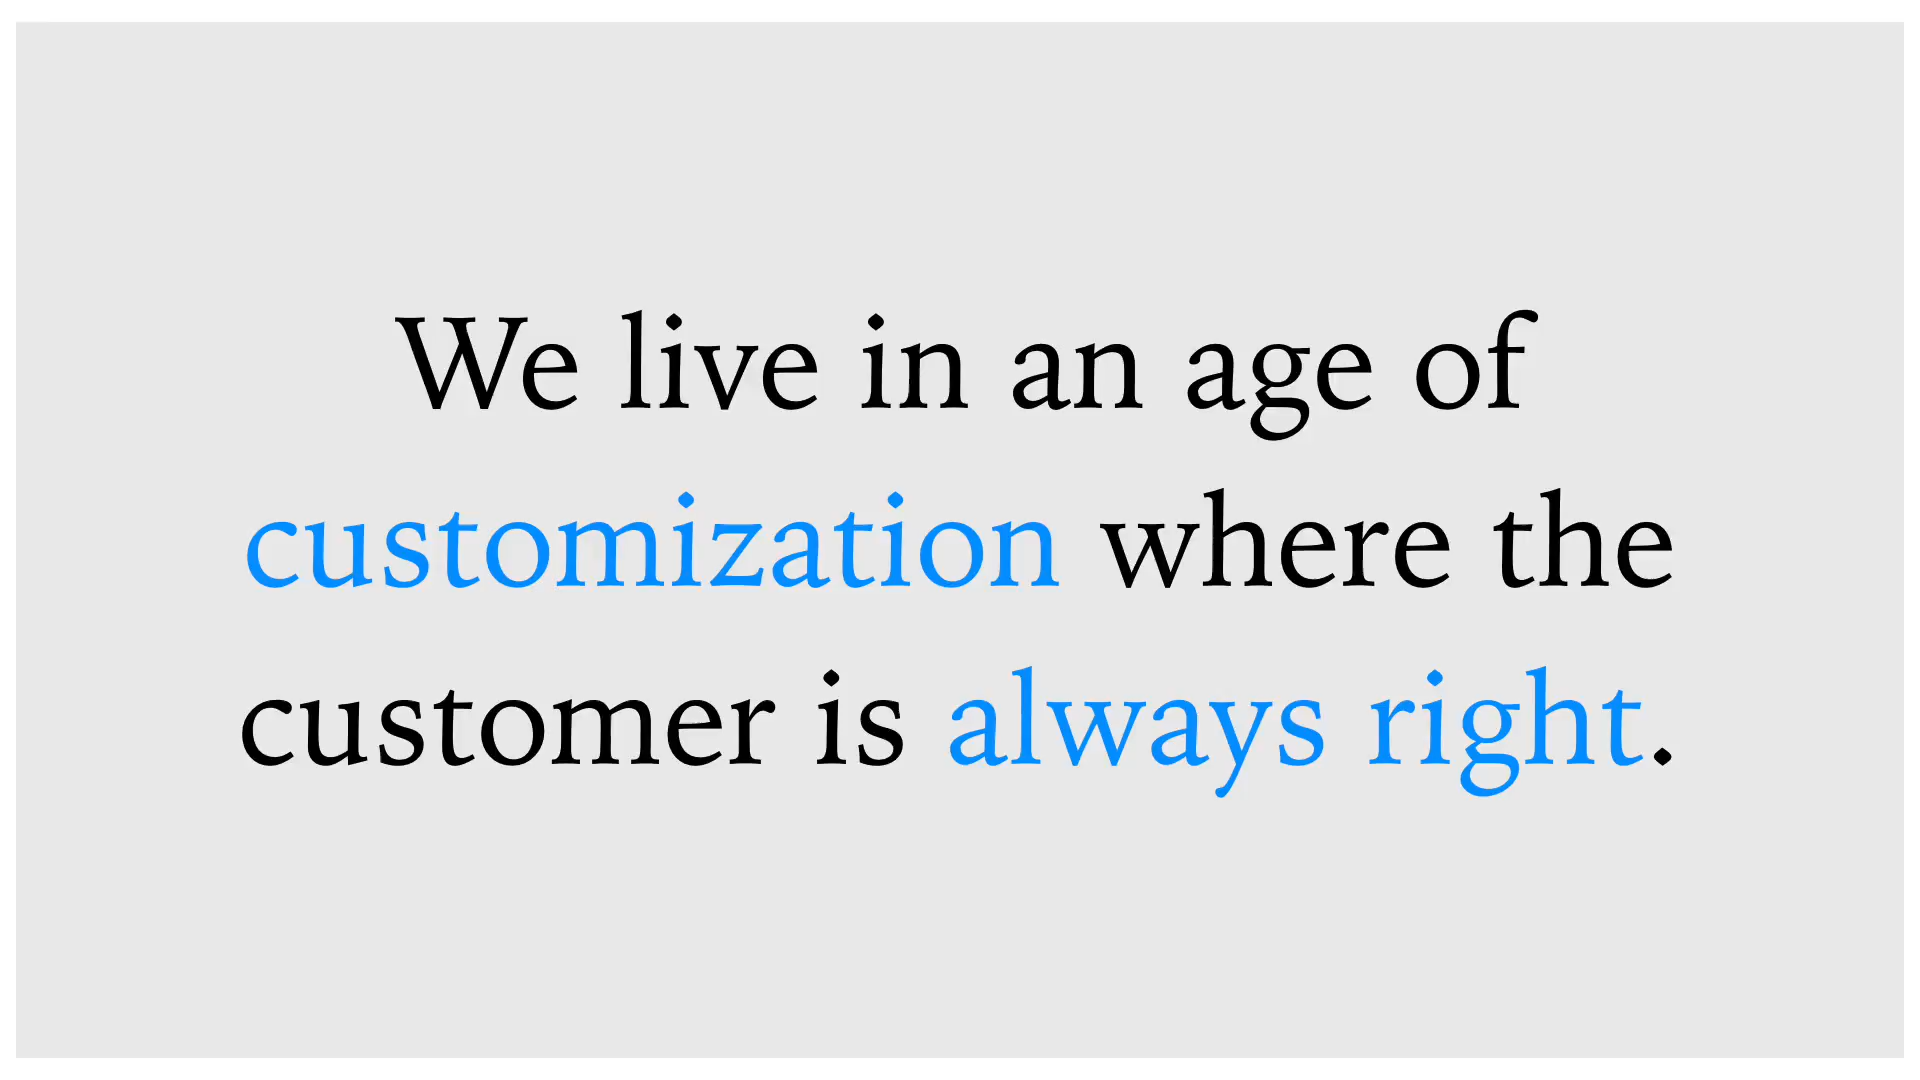 We live in an age of
customization where the
customer is always right.